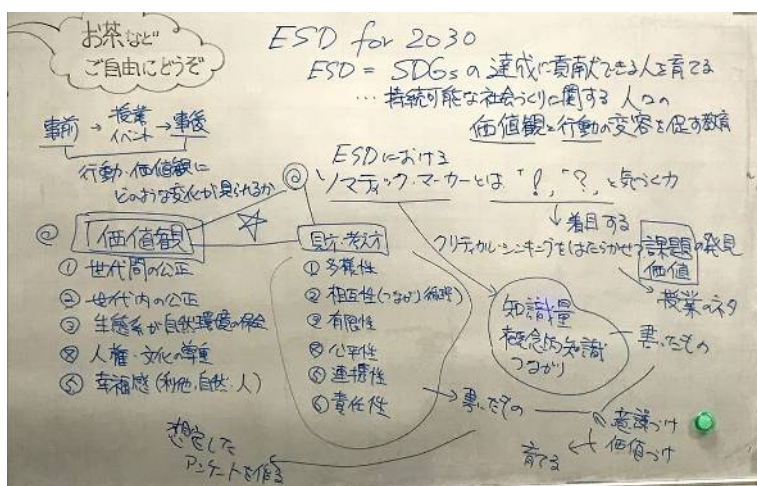 お茶など
ご自由にどうぞ
ESD for 2030
ESD = SDGsの達成に貢献できる人を育てる
… 持続可能な社会づくりに関する 人々の
価値観と行動の変容を促す教育
事前 → 授業 イベント → 事後
行動・価値観に
どのような変化が見られるか
ESDにおける
ソマティック・マーカーとは「!」「?」と気づく力
↓着目する
クリティカルシンキングをはたらかせて課題の発見
価値
授業のネタ
@ 「価値観」
① 世代間の公正
② 世代内の公正
③ 生態系や自然環境の保全
④ 人権・文化の尊重
⑤ 幸福感(利他・自然・人)
@
見方・考え方
① 多様性
② 相互性(つながり 循環)
③ 有限性
④ 公平性
⑤ 連携性
⑥ 責任性
知識量
概念的知識
つながり
書いたもの
→ 書いたもの
意識づけ
価値づけ
育てる
想定した
アンケートを作る